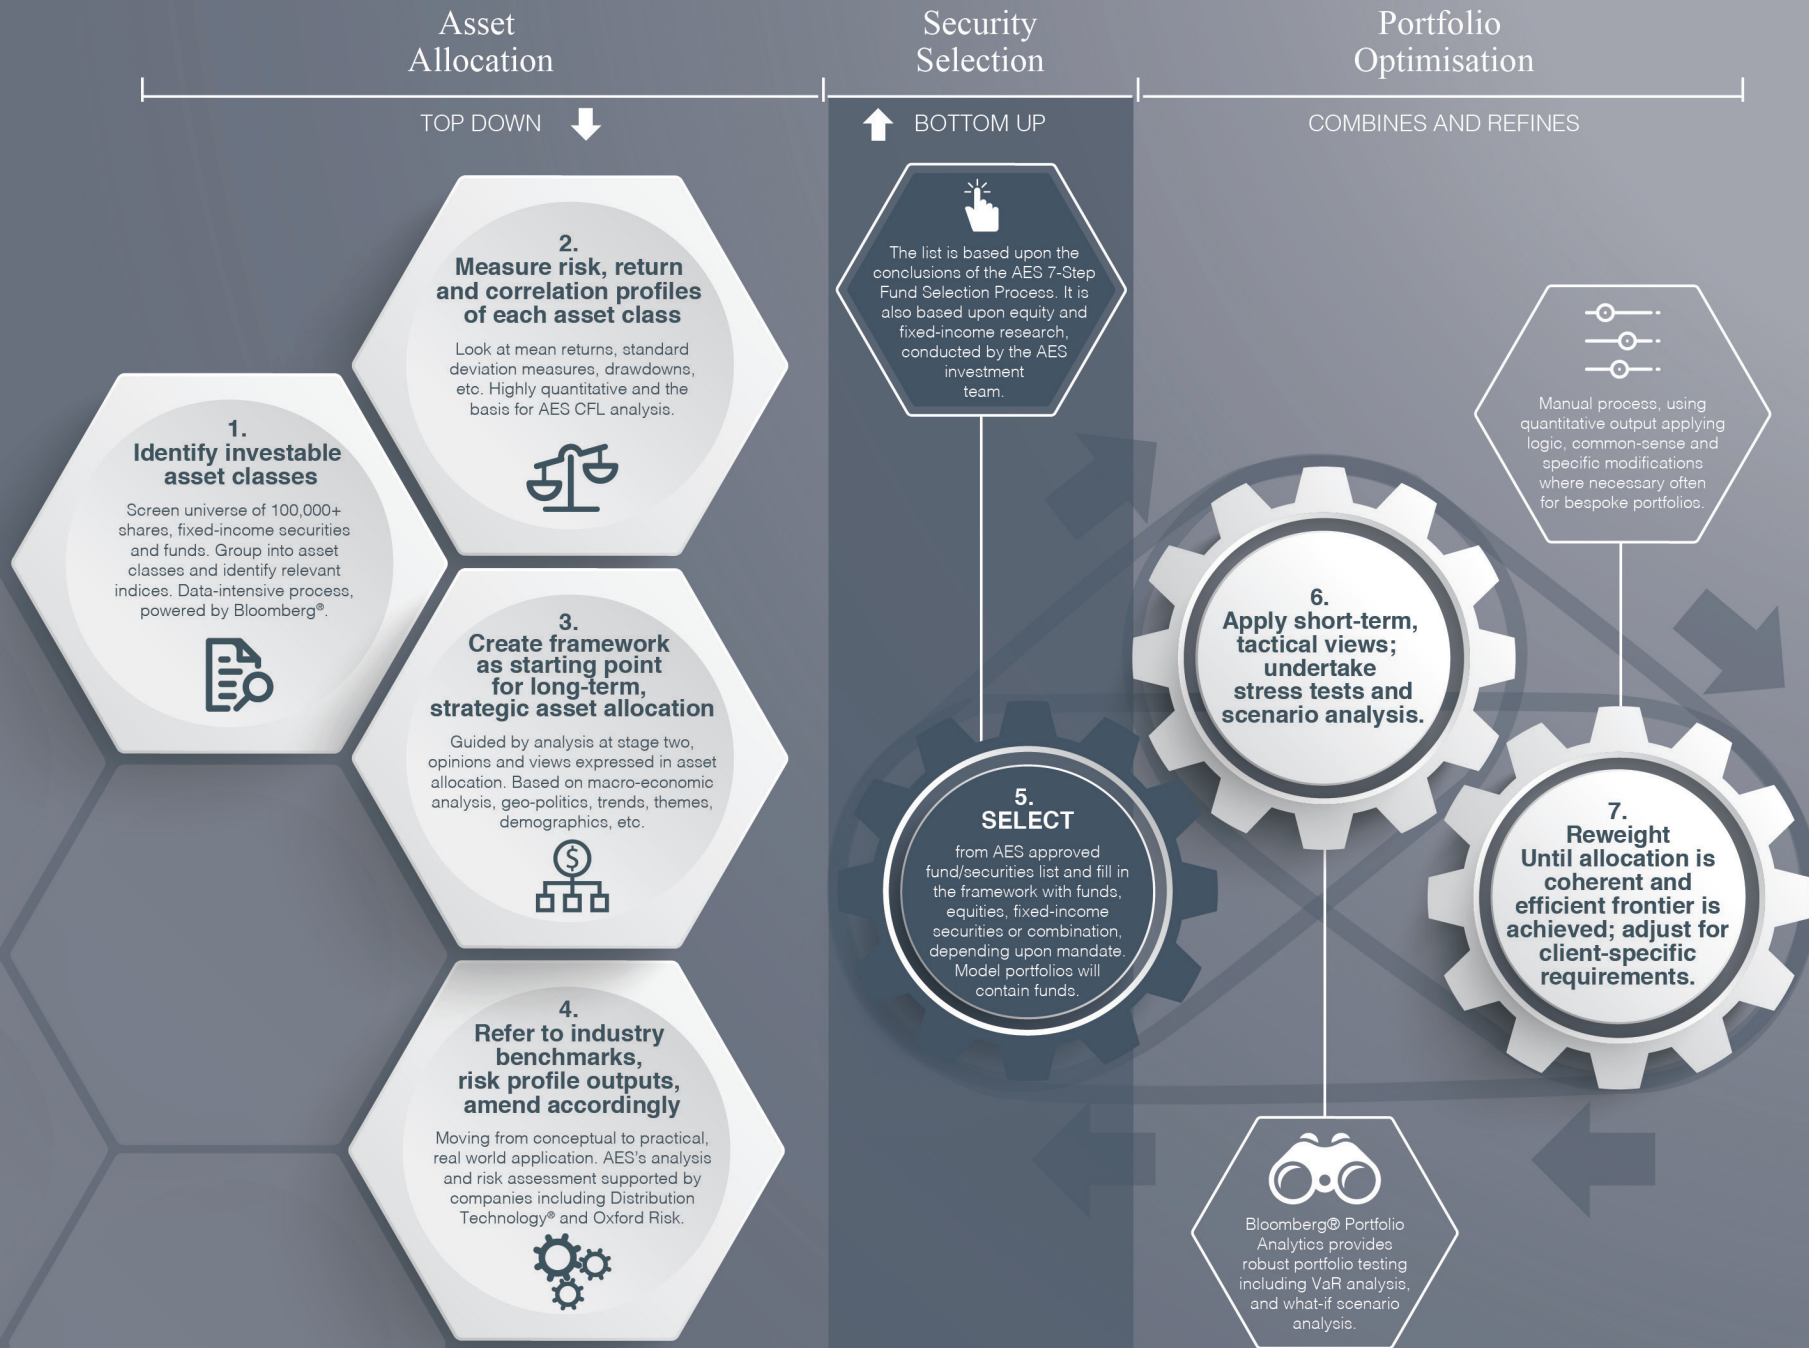 Asset
Allocation
TOP DOWN
Security
Selection
BOTTOM UP
Portfolio
Optimisation
COMBINES AND REFINES
1.
Identify investable
asset classes
Screen universe of 100,000+
shares, fixed-income securities
and funds. Group into asset
classes and identify relevant
indices. Data-intensive process,
powered by Bloomberg®.
2.
Measure risk, return
and correlation profiles
of each asset class
Look at mean returns, standard
deviation measures, drawdowns,
etc. Highly quantitative and the
basis for AES CFL analysis.
3.
Create framework
as starting point
for long-term,
strategic asset allocation
Guided by analysis at stage two,
opinions and views expressed in asset
allocation. Based on macro-economic
analysis, geo-politics, trends, themes,
demographics, etc.
$
4.
Refer to industry
benchmarks,
risk profile outputs,
amend accordingly
Moving from conceptual to practical,
real world application. AES's analysis
and risk assessment supported by
companies including Distribution
Technology® and Oxford Risk.
The list is based upon the
conclusions of the AES 7-Step
Fund Selection Process. It is
also based upon equity and
fixed-income research,
conducted by the AES
investment
team.
5.
SELECT
from AES approved
fund/securities list and fill in
the framework with funds,
equities, fixed-income
securities or combination,
depending upon mandate.
Model portfolios will
contain funds.
6.
Apply short-term,
tactical views;
undertake
stress tests and
scenario analysis.
Bloomberg® Portfolio
Analytics provides
robust portfolio testing
including VaR analysis,
and what-if scenario
analysis.
Manual process, using
quantitative output applying
logic, common-sense and
specific modifications
where necessary often
for bespoke portfolios.
7.
Reweight
Until allocation is
coherent and
efficient frontier is
achieved; adjust for
client-specific
requirements.